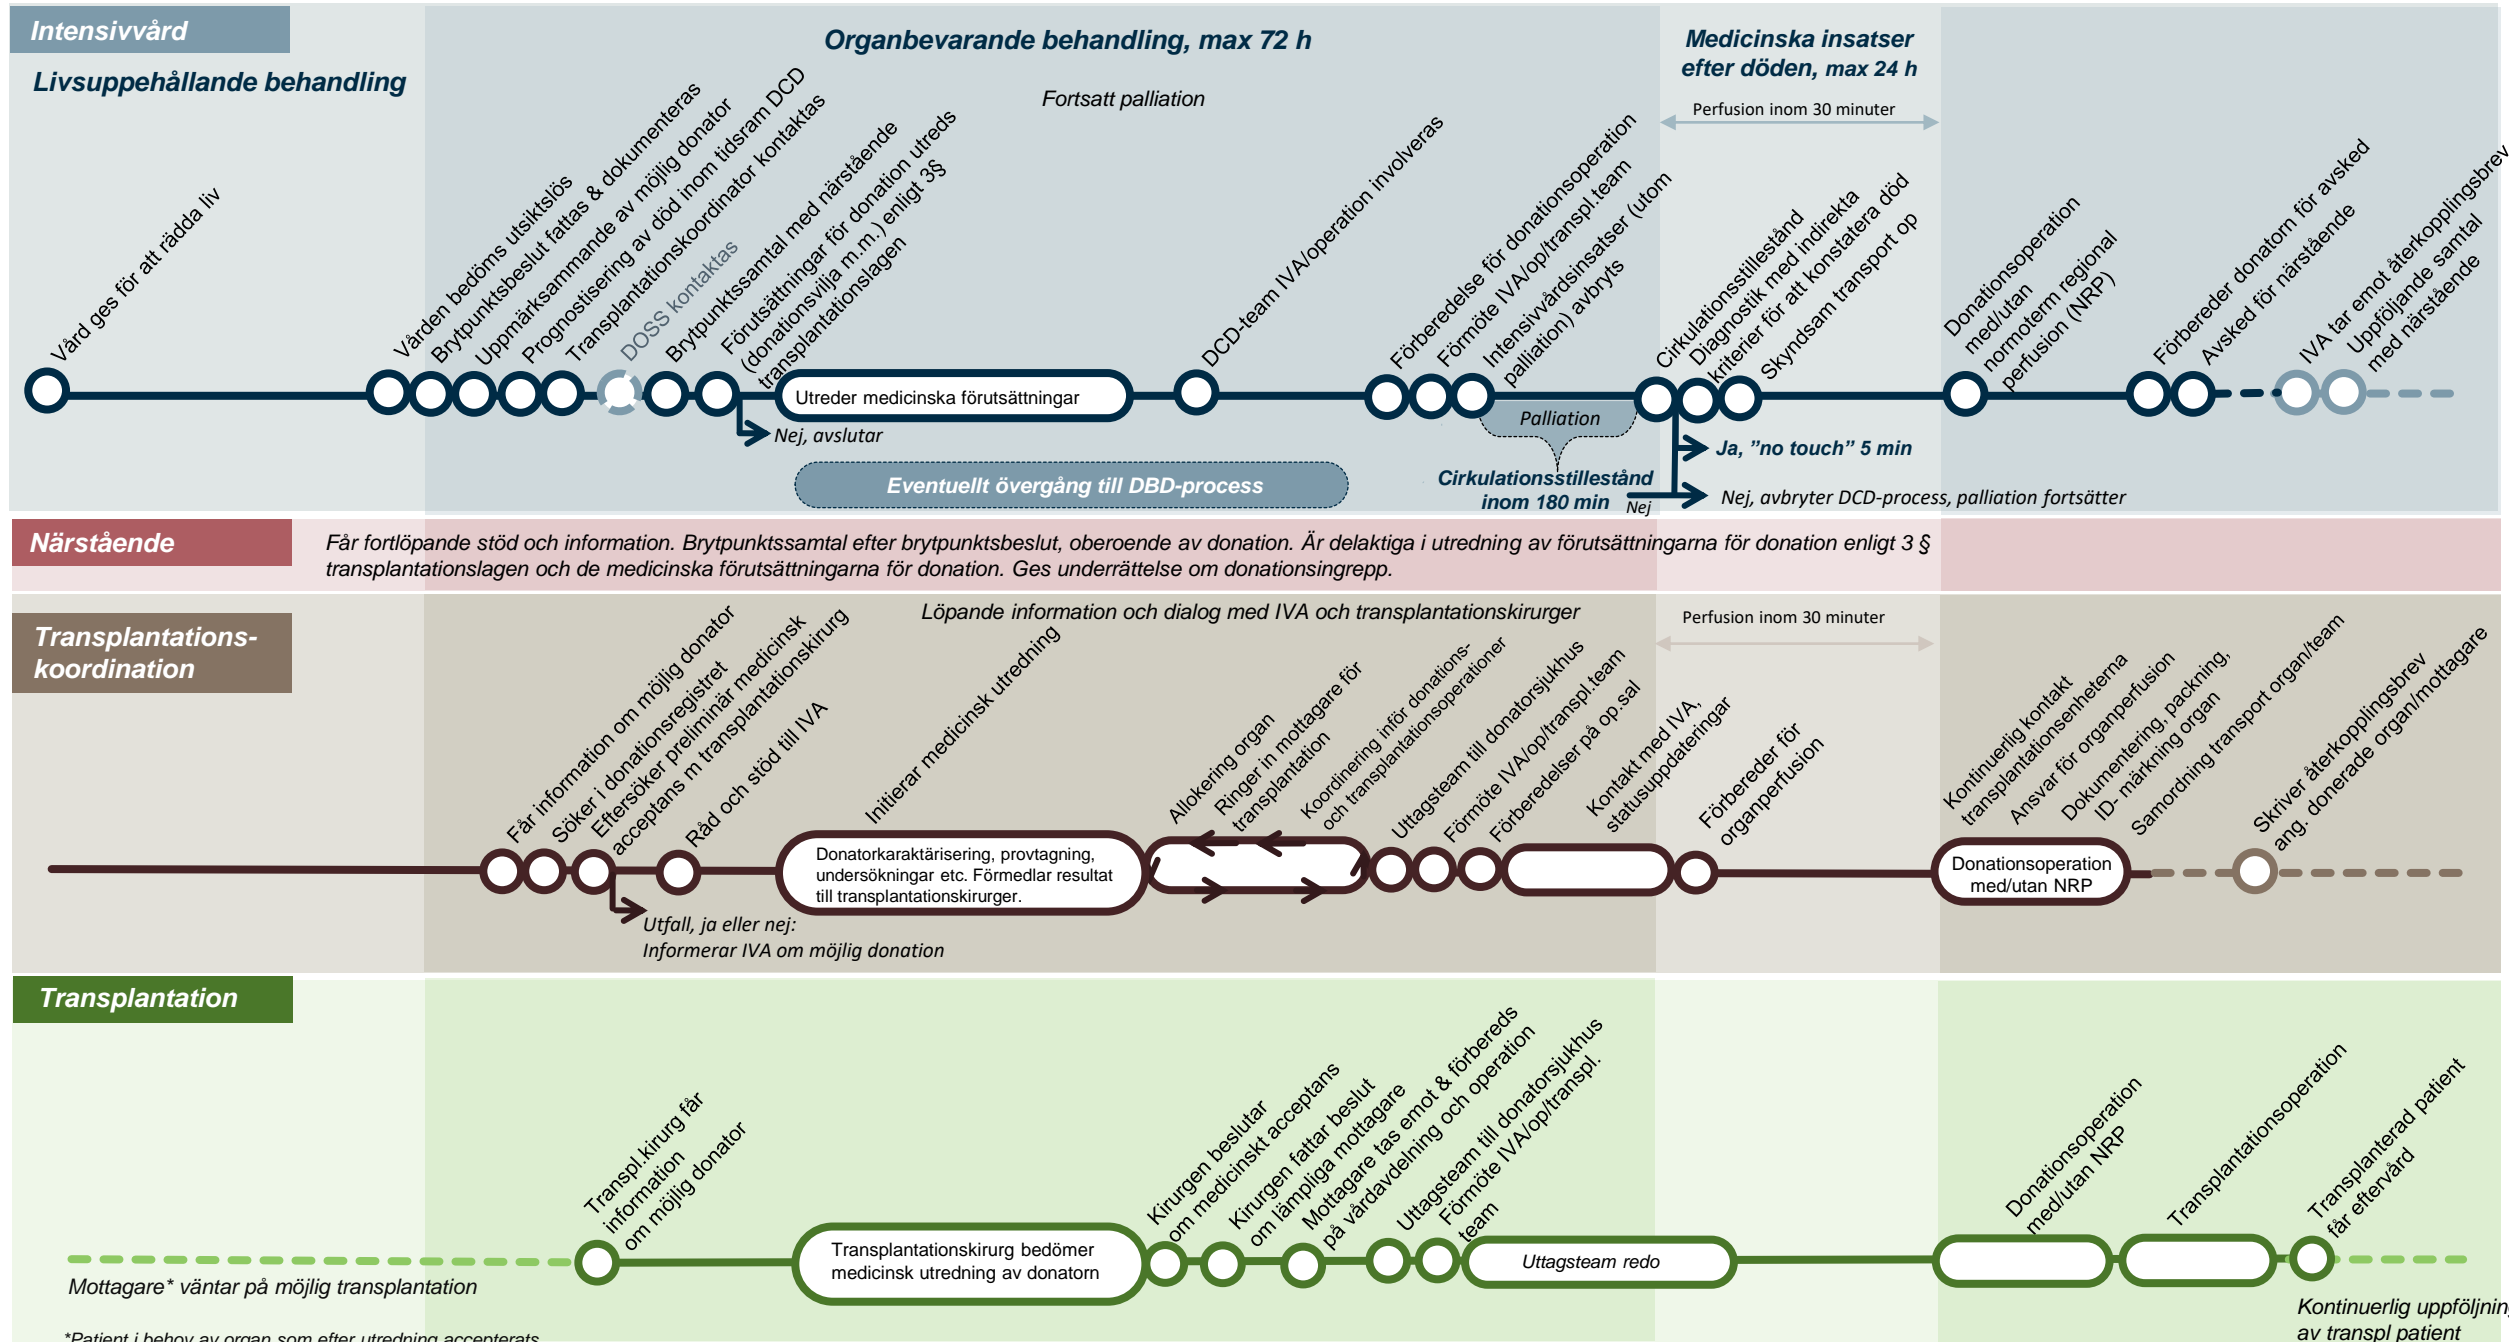 Intensivvård
Livsuppehållande behandling
Organbevarande behandling, max 72 h
Fortsatt palliation
Medicinska insatser
efter döden, max 24 h
Perfusion inom 30 minuter
Vård ges för att rädda liv
Vården bedöms utsiktslös
Brytpunktsbeslut fattas & dokumenteras
Uppmärksammande av möjlig donator
Prognostisering av död inom tidsram DCD
Transplantationskoordinator kontaktas
DOSS kontaktas
Brytpunktssamtal med närstående
Förutsättningar för donation utreds
(donationsvilja m.m.) enligt 3§
transplantationslagen
Utreder medicinska förutsättningar
Nej, avslutar
Eventuellt övergång till DBD-process
DCD-team IVA/operation involveras
Förberedelse för donationsoperation
Förmöte IVA/op/transpl.team
Intensivvårdsinsatser (utom
palliation) avbryts
Palliation
Cirkulationsstillestånd
inom 180 min
Nej
Cirkulationsstillestånd
Diagnostik med indirekta
kriterier för att konstatera död
Skyndsam transport op
Ja, ”no touch” 5 min
Nej, avbryter DCD-process, palliation fortsätter
Donationsoperation
med/utan
normoterm regional
perfusion (NRP)
Förbereder donatorn för avsked
Avsked för närstående
IVA tar emot återkopplingsbrev
Uppföljande samtal
med närstående
Närstående
Får fortlöpande stöd och information. Brytpunktssamtal efter brytpunktsbeslut, oberoende av donation. Är delaktiga i utredning av förutsättningarna för donation enligt 3 §
transplantationslagen och de medicinska förutsättningarna för donation. Ges underrättelse om donationsingrepp.
Transplantations-
koordination
Löpande information och dialog med IVA och transplantationskirurger
Perfusion inom 30 minuter
Får information om möjlig donator
Söker i donationsregistret
Eftersöker preliminär medicinsk
acceptans m transplantationskirurg
Råd och stöd till IVA
Utfall, ja eller nej:
Informerar IVA om möjlig donation
Initierar medicinsk utredning
Donatorkaraktärisering, provtagning,
undersökningar etc. Förmedlar resultat
till transplantationskirurger.
Allokering organ
Ringer in mottagare för
transplantation
Koordinering inför donations-
och transplantationsoperationer
Uttagsteam till donatorsjukhus
Förmöte IVA/op/transpl.team
Förberedelser på op.sal
Kontakt med IVA,
statusuppdateringar
Förbereder för
organperfusion
Kontinuerlig kontakt
transplantationsenheterna
Ansvar för organperfusion
Dokumentering, packning,
ID- märkning organ
Samordning transport organ/team
Donationsoperation
med/utan NRP
Skriver återkopplingsbrev
ang. donerade organ/mottagare
Transplantation
Mottagare* väntar på möjlig transplantation
*Patient i behov av organ som efter utredning accepterats
Transpl.kirurg får
information
om möjlig donator
Transplantationskirurg bedömer
medicinsk utredning av donatorn
Kirurgen beslutar
om medicinskt acceptans
Kirurgen fattar beslut
om lämpliga mottagare
Mottagare tas emot & förbereds
på vårdavdelning och operation
Uttagsteam till donatorsjukhus
Förmöte IVA/op/transpl.
team
Uttagsteam redo
Donationsoperation
med/utan NRP
Transplantationsoperation
Transplanterad patient
får eftervård
Kontinuerlig uppföljning
av transpl patient